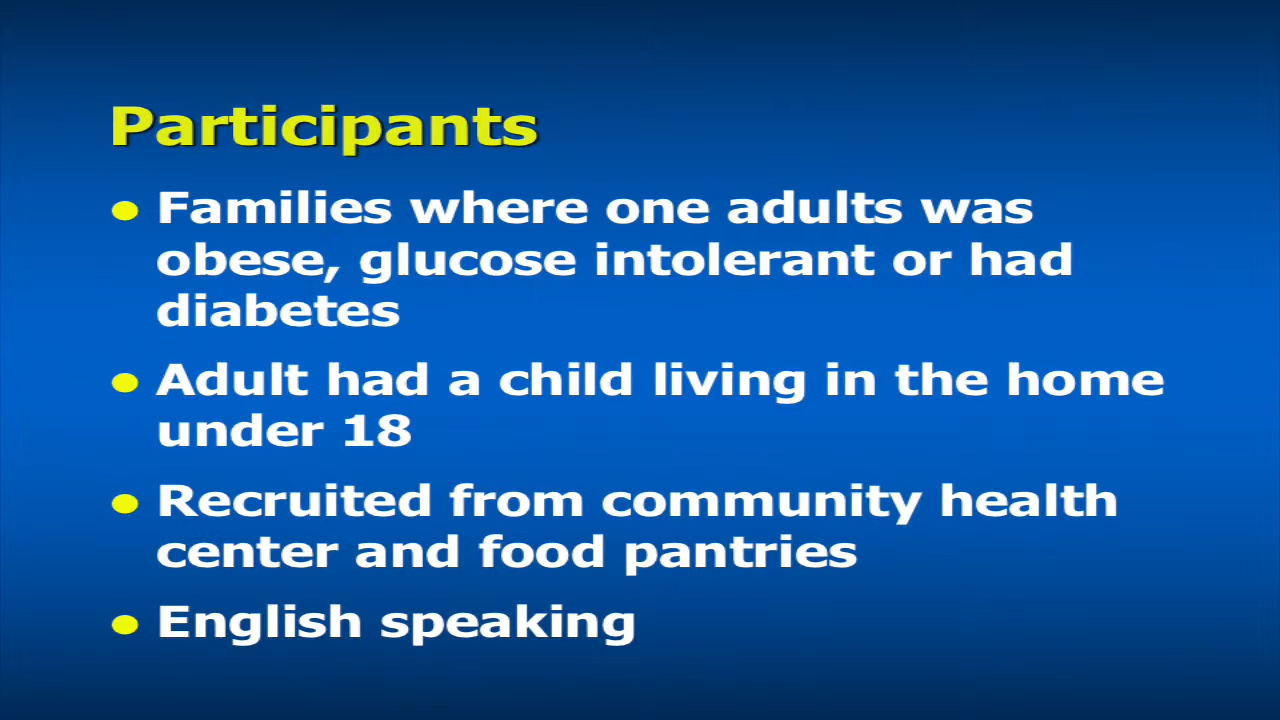 Participants
Families where one adults was
obese, glucose intolerant or had
diabetes
Adult had a child living in the home
under 18
Recruited from community health
center and food pantries
English speaking